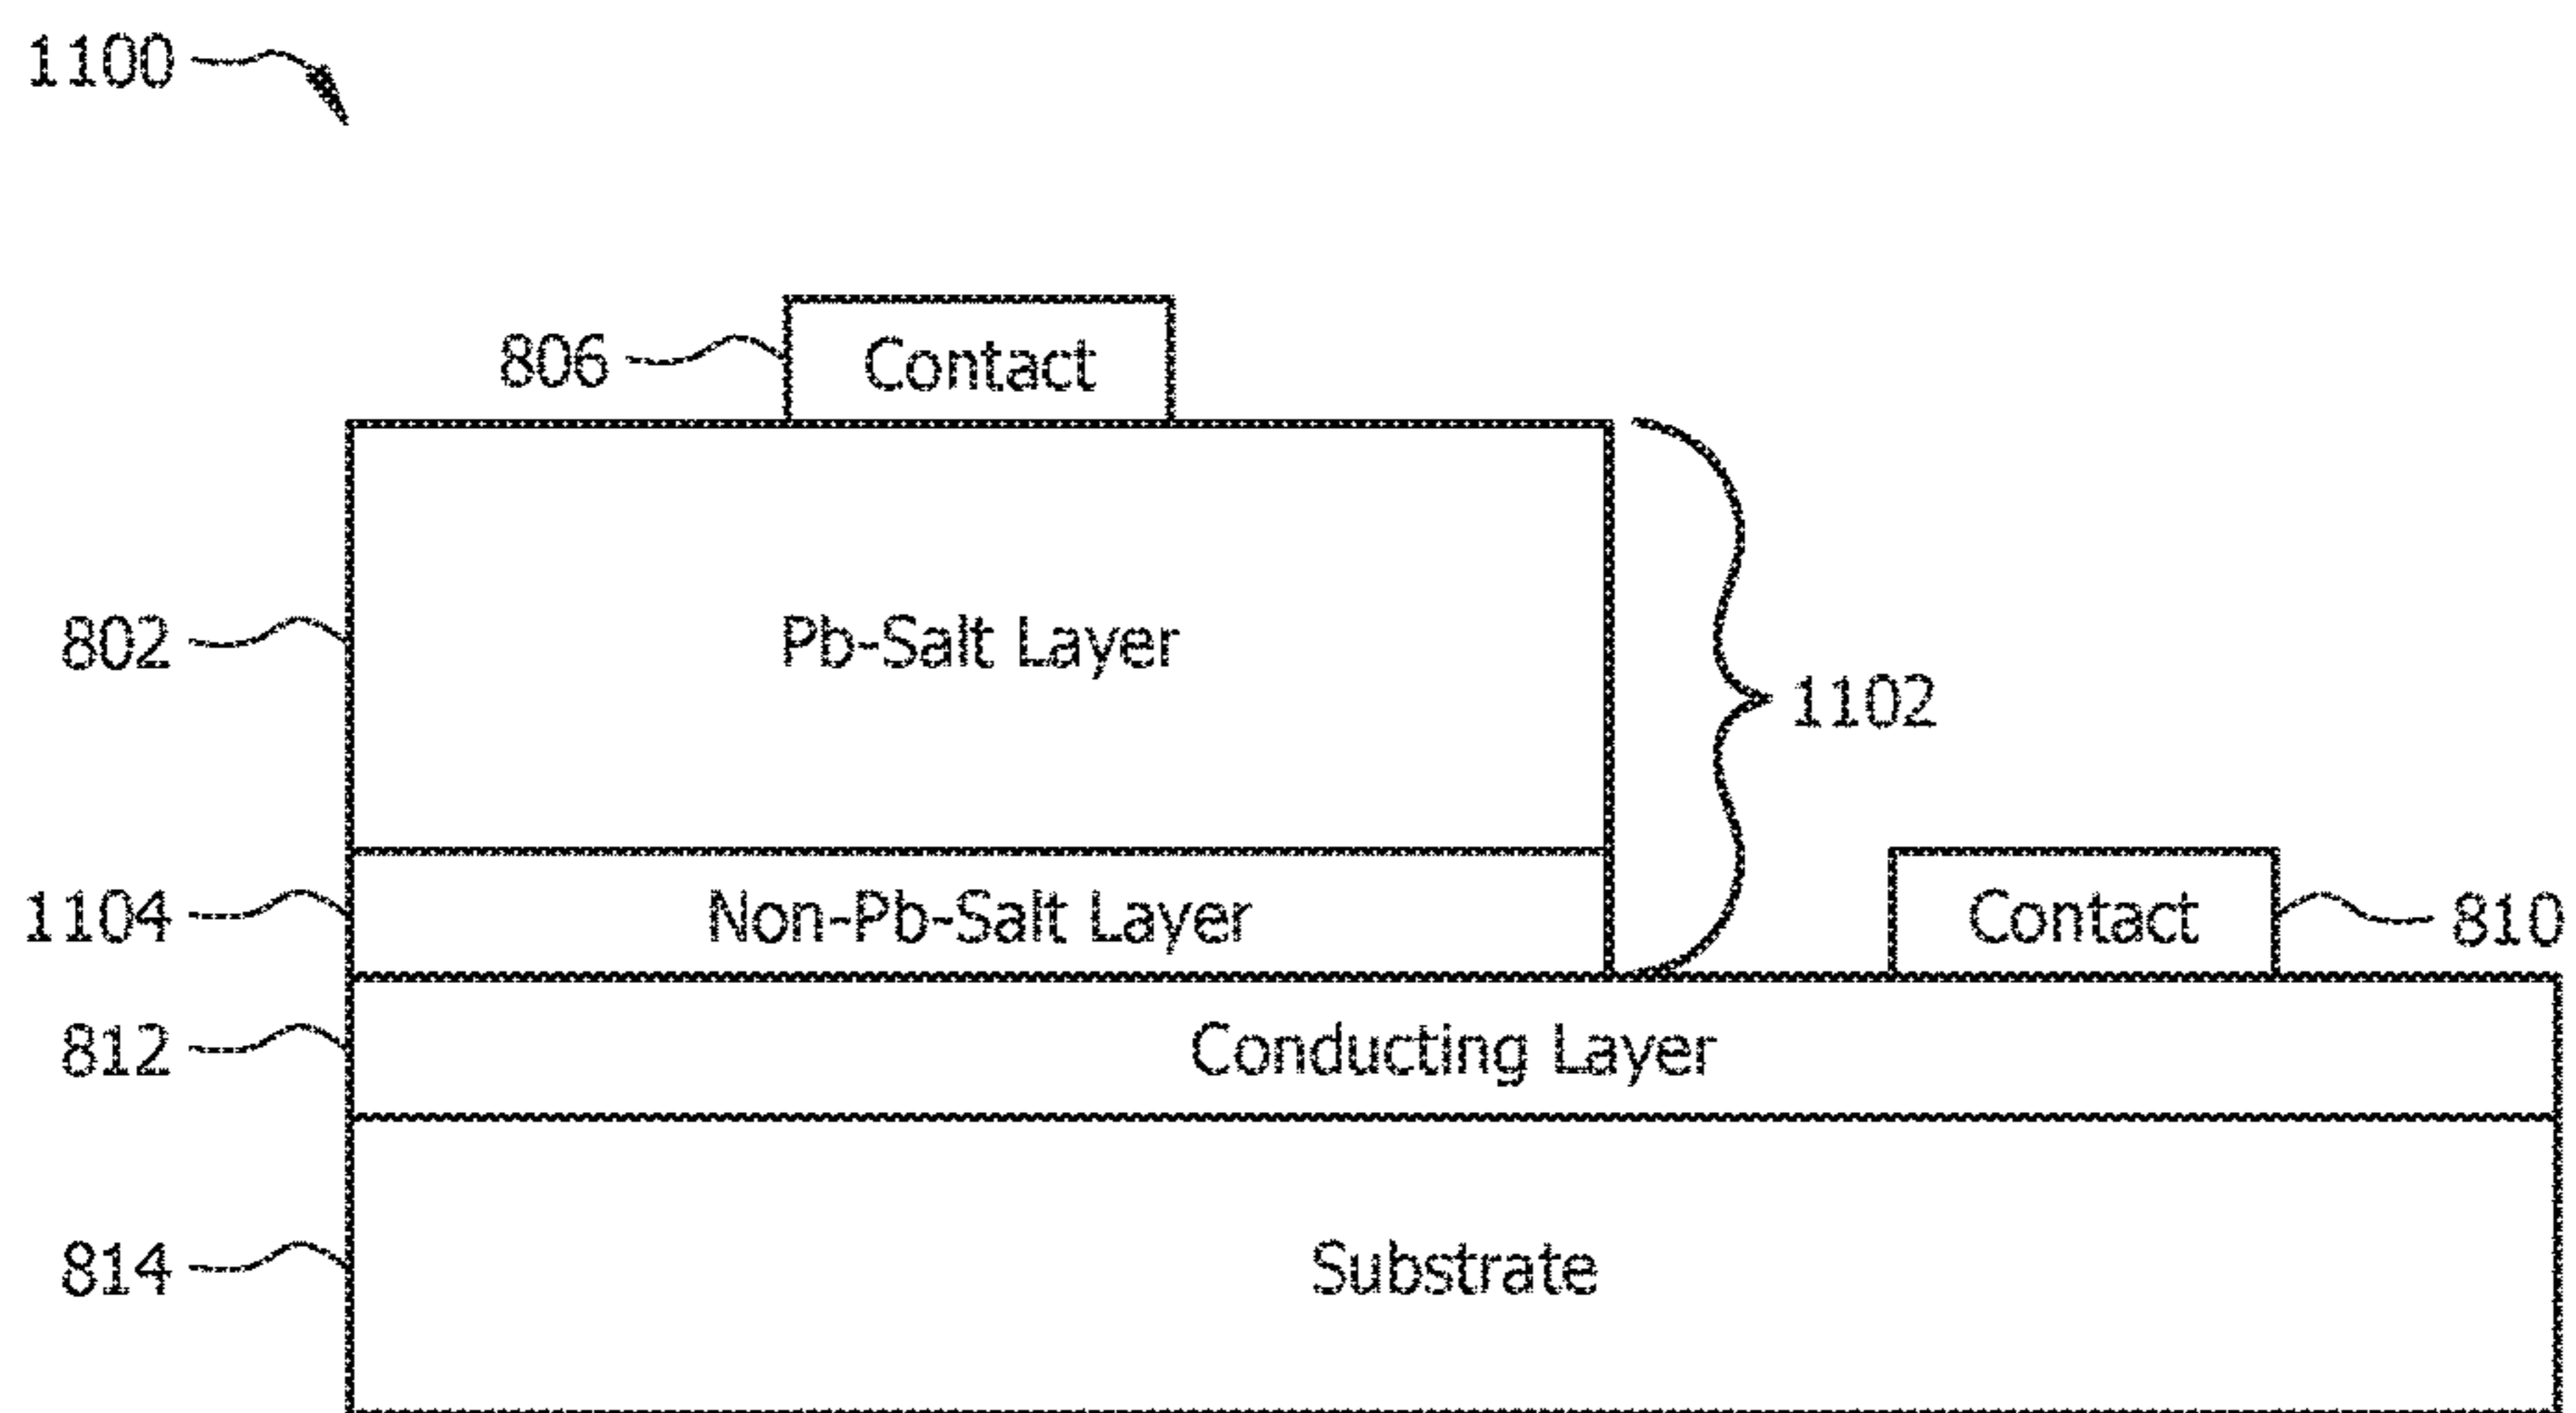 1100
806
Contact
802
Pb-Salt Layer
1102
1104
Non-Pb-Salt Layer
Contact
810
812
Conducting Layer
814
Substrate